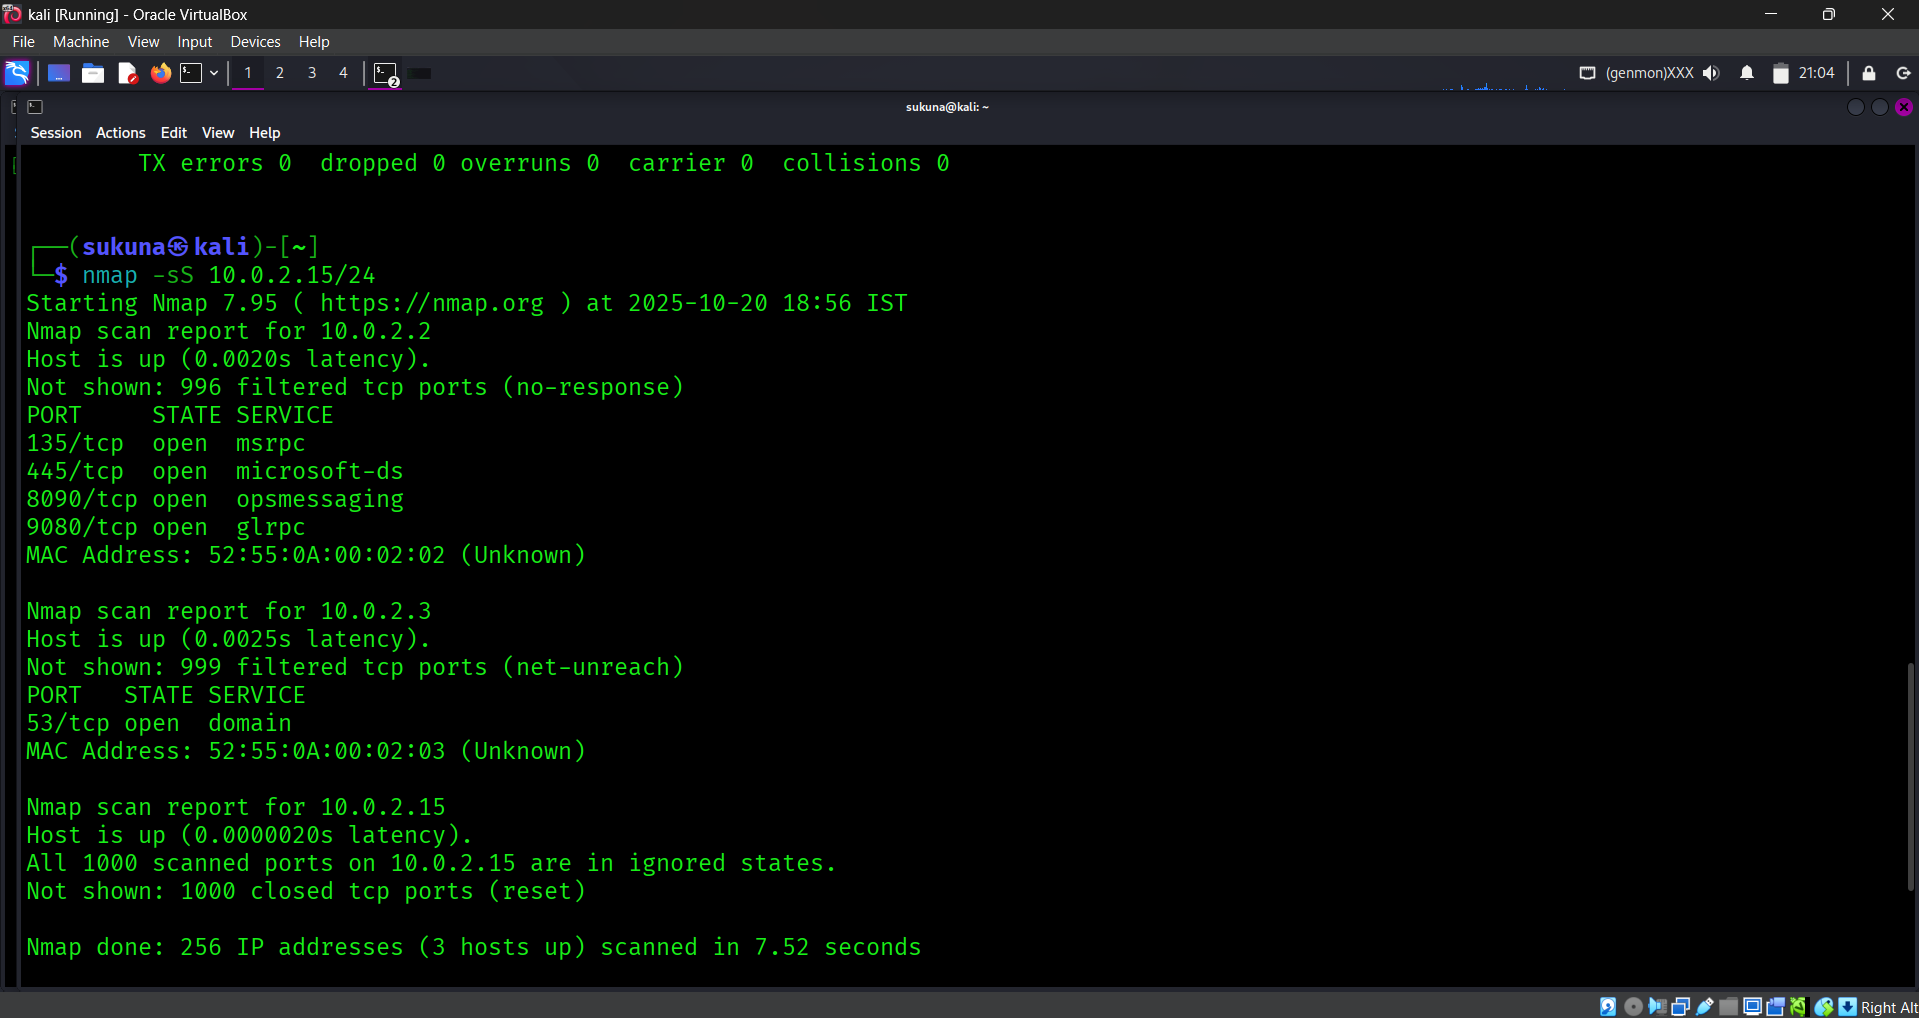 kali [Running] - Oracle VirtualBox
File Machine View Input Devices Help
1 2 3 4 2 (genmon)XXX 21:04
sukuna@kali: ~
Session Actions Edit View Help
TX errors 0 dropped 0 overruns 0 carrier 0 collisions 0
┌──(sukuna㉿kali)-[~]
└─$ nmap -sS 10.0.2.15/24
Starting Nmap 7.95 ( https://nmap.org ) at 2025-10-20 18:56 IST
Nmap scan report for 10.0.2.2
Host is up (0.0020s latency).
Not shown: 996 filtered tcp ports (no-response)
PORT STATE SERVICE
135/tcp open msrpc
445/tcp open microsoft-ds
8090/tcp open opsmessaging
9080/tcp open glrpc
MAC Address: 52:55:0A:00:02:02 (Unknown)
Nmap scan report for 10.0.2.3
Host is up (0.0025s latency).
Not shown: 999 filtered tcp ports (net-unreach)
PORT STATE SERVICE
53/tcp open domain
MAC Address: 52:55:0A:00:02:03 (Unknown)
Nmap scan report for 10.0.2.15
Host is up (0.0000020s latency).
All 1000 scanned ports on 10.0.2.15 are in ignored states.
Not shown: 1000 closed tcp ports (reset)
Nmap done: 256 IP addresses (3 hosts up) scanned in 7.52 seconds
Right Alt